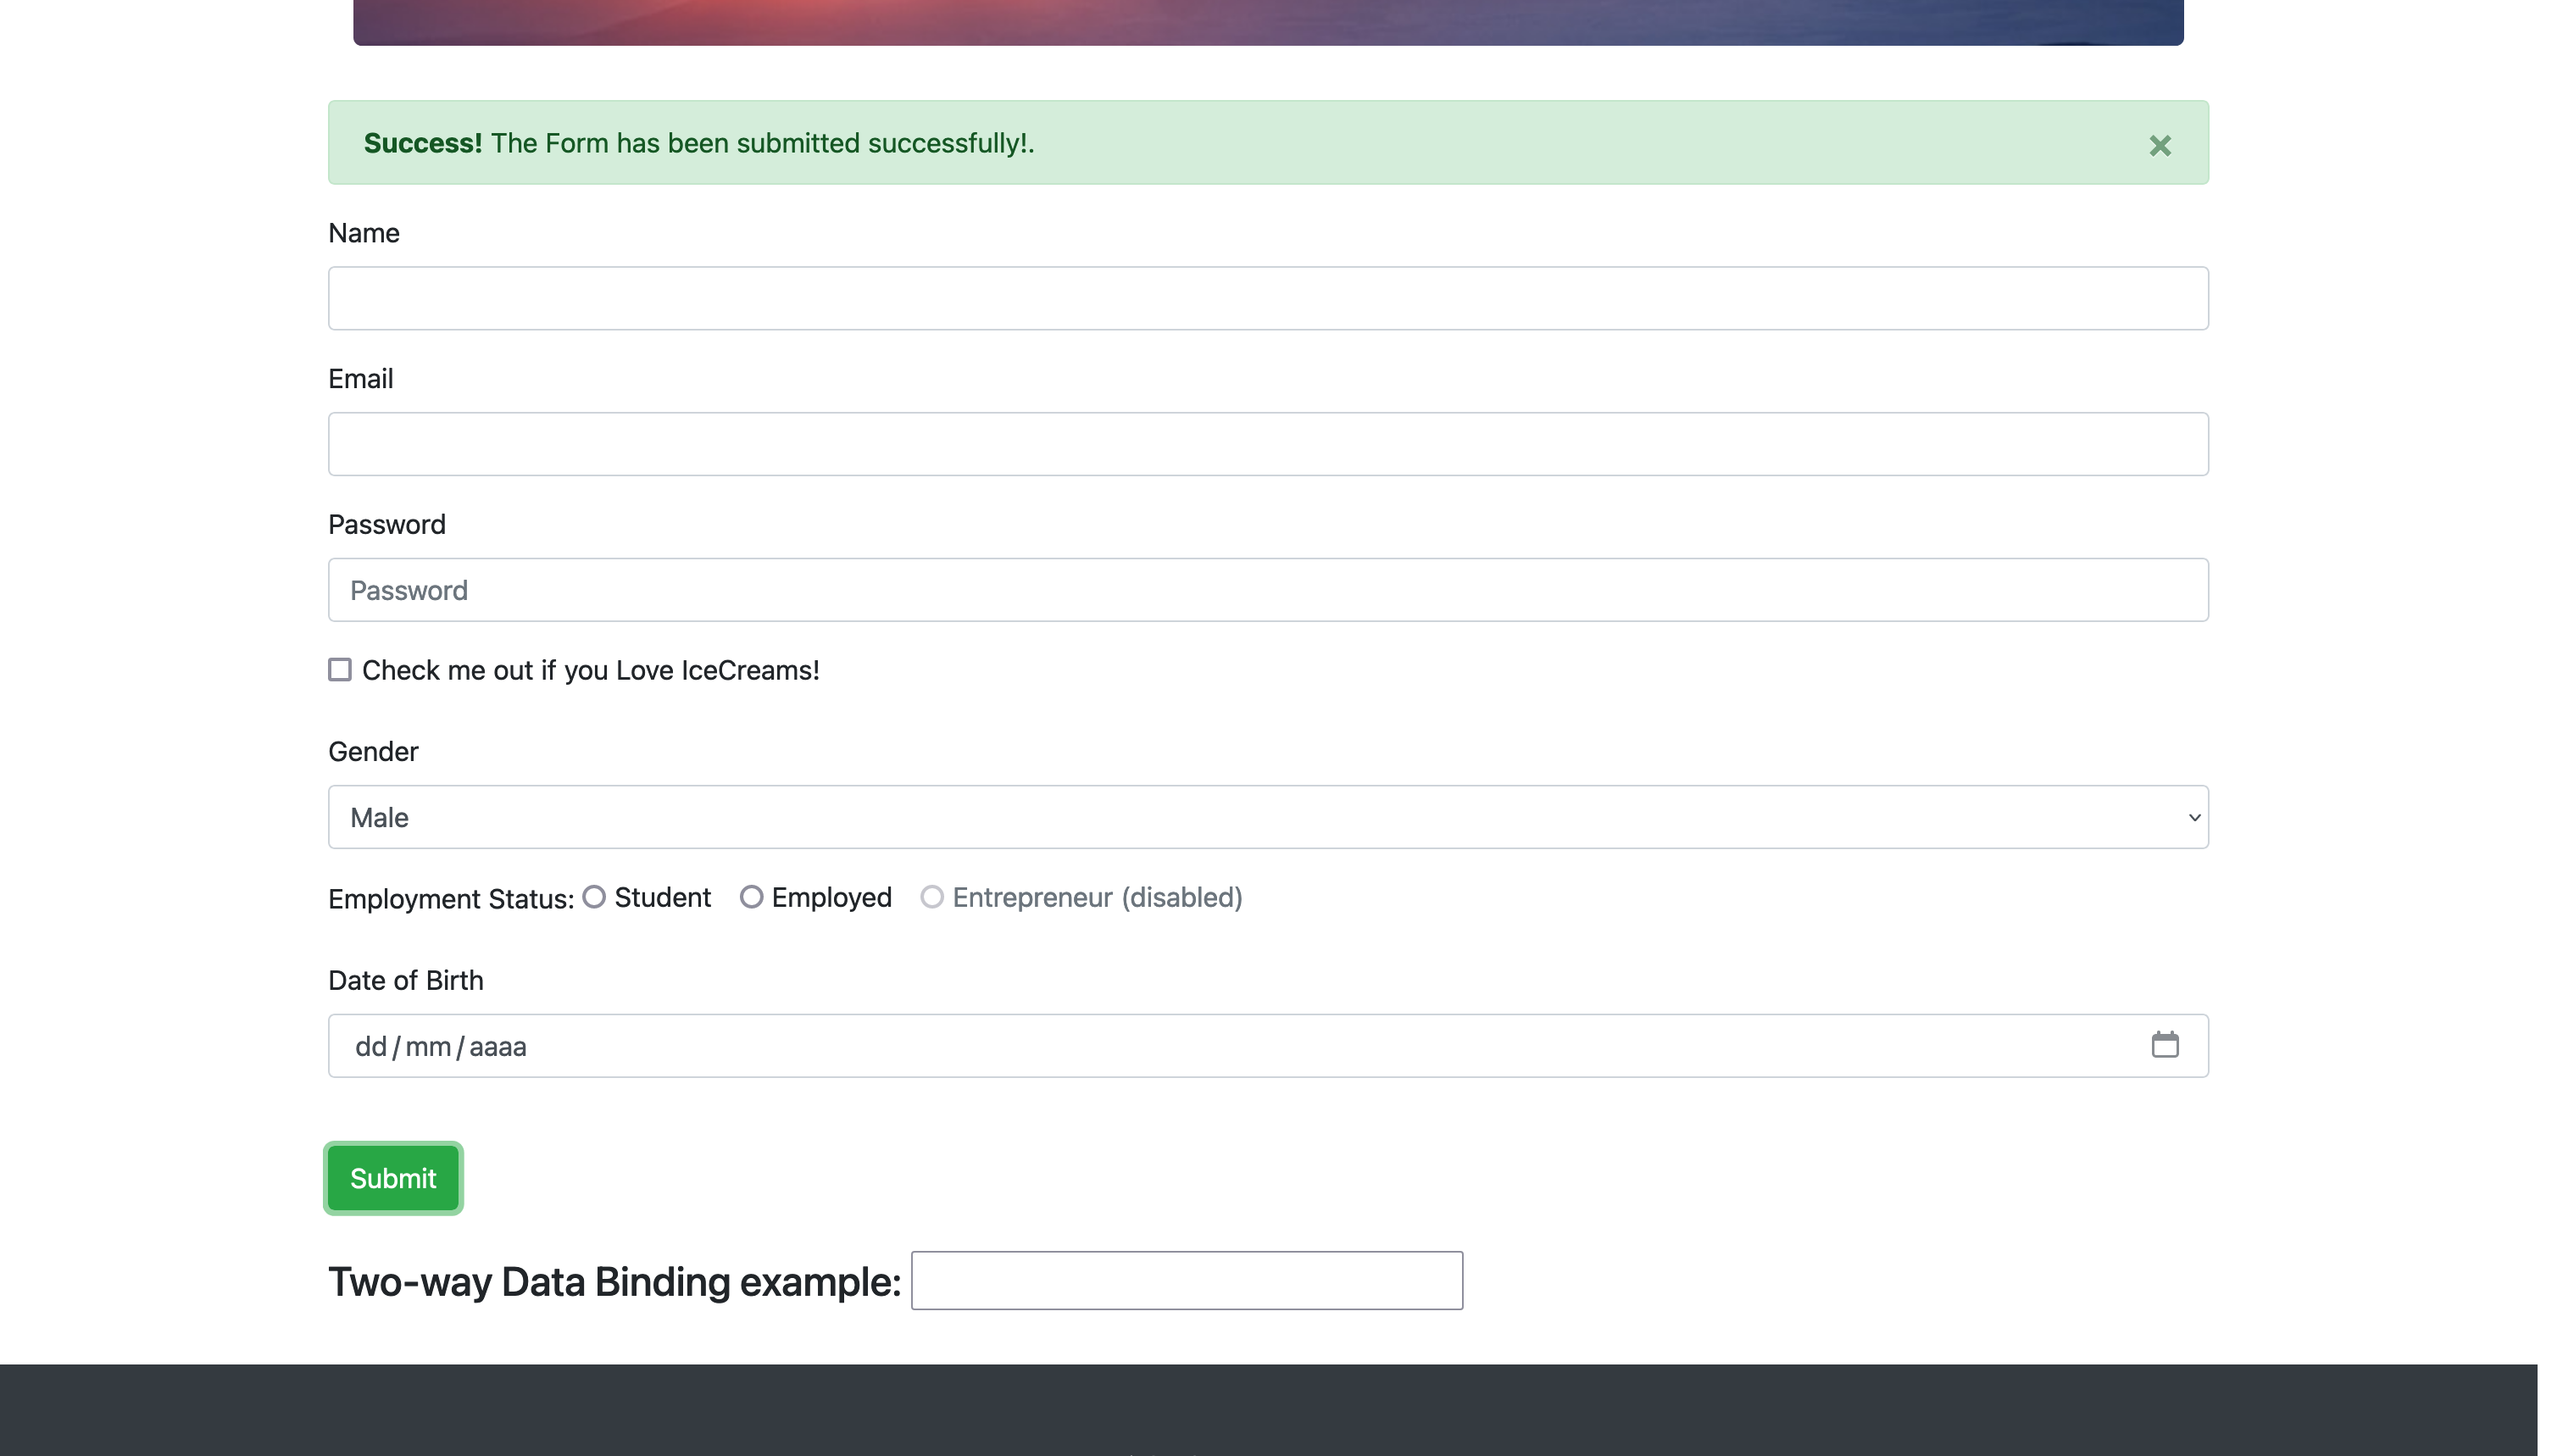 Success! The Form has been submitted successfully!.
×
Name
Email
Password
Password
Check me out if you Love IceCreams!
Gender
Male
Employment Status: Student Employed Entrepreneur (disabled)
Date of Birth
dd/mm/aaaa
Submit
Two-way Data Binding example: